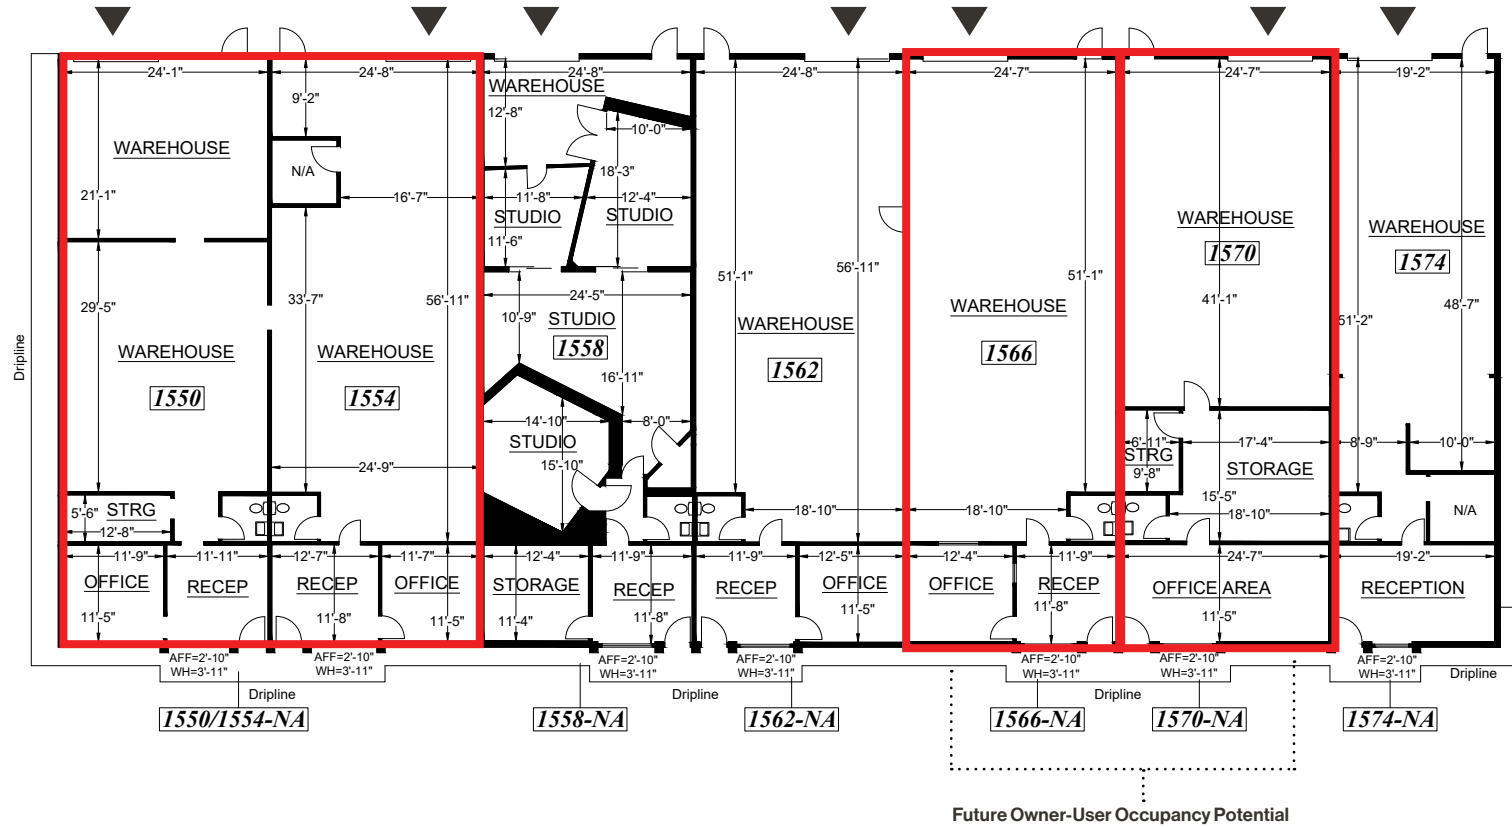 24'-1"
24'-8"
24'-8"
24'-8"
24'-7"
24'-7"
19'-2"
WAREHOUSE
9'-2"
12'-8"
10'-0"
WAREHOUSE
N/A
18'-3"
21'-1"
16'-7"
11'-8"
12'-4"
STUDIO
STUDIO
WAREHOUSE
WAREHOUSE
11'-6"
1570
1574
51'-1"
56'-11"
51'-1"
29'-5"
33'-7"
56'-11"
24'-5"
41'-1"
48'-7"
10'-9"
STUDIO
WAREHOUSE
51'-2"
WAREHOUSE
WAREHOUSE
1558
WAREHOUSE
1566
Dripline
1550
1554
16'-11"
1562
14'-10"
8'-0"
STUDIO
6'-11"
17'-4"
8'-9"
10'-0"
STRG
24'-9"
15'-10"
9'-8"
STORAGE
5'-6"
STRG
15'-5"
12'-8"
18'-10"
18'-10"
18'-10"
N/A
11'-9"
11'-11"
12'-7"
11'-7"
12'-4"
11'-9"
11'-9"
12'-5"
12'-4"
11'-9"
24'-7"
19'-2"
OFFICE
RECEP
RECEP
OFFICE
STORAGE
RECEP
RECEP
OFFICE
OFFICE
RECEP
OFFICE AREA
RECEPTION
11'-5"
11'-8"
11'-5"
11'-4"
11'-8"
11'-5"
11'-8"
11'-5"
AFF=2'-10"
WH=3'-11"
AFF=2'-10"
WH=3'-11"
AFF=2'-10"
WH=3'-11"
AFF=2'-10"
WH=3'-11"
AFF=2'-10"
WH=3'-11"
AFF=2'-10"
WH=3'-11"
AFF=2'-10"
WH=3'-11"
Dripline
Dripline
Dripline
Dripline
1550/1554-NA
1558-NA
1562-NA
1566-NA
1570-NA
1574-NA
Future Owner-User Occupancy Potential